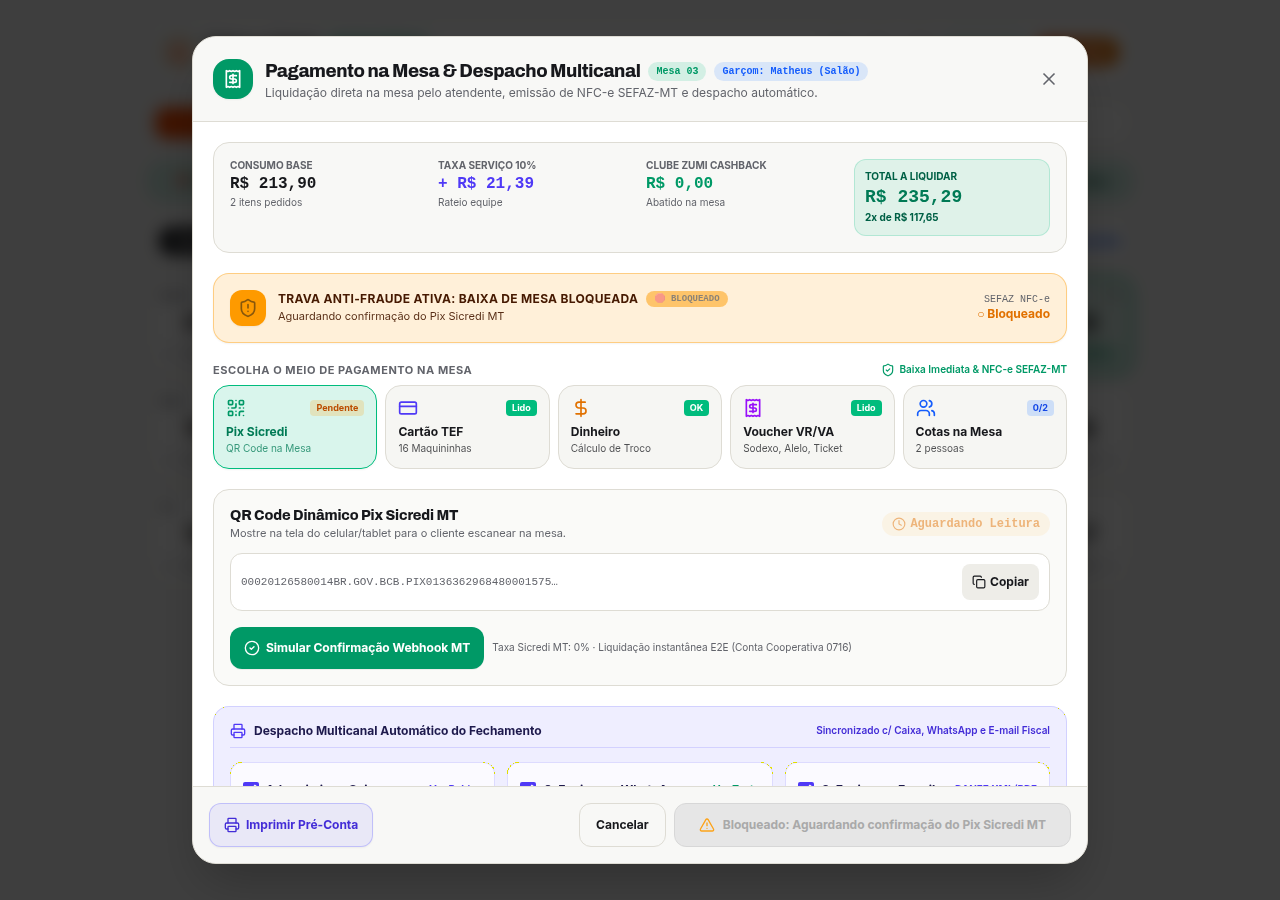 Pagamento na Mesa & Despacho Multicanal
Mesa 03
Garçom: Matheus (Salão)
Liquidação direta na mesa pelo atendente, emissão de NFC-e SEFAZ-MT e despacho automático.
CONSUMO BASE
R$ 213,90
2 itens pedidos
TAXA SERVIÇO 10%
+ R$ 21,39
Rateio equipe
CLUBE ZUMI CASHBACK
R$ 0,00
Abatido na mesa
TOTAL A LIQUIDAR
R$ 235,29
2x de R$ 117,65
TRAVA ANTI-FRAUDE ATIVA: BAIXA DE MESA BLOQUEADA
BLOQUEADO
Aguardando confirmação do Pix Sicredi MT
SEFAZ NFC-e
○ Bloqueado
ESCOLHA O MEIO DE PAGAMENTO NA MESA
Baixa Imediata & NFC-e SEFAZ-MT
Pendente
Pix Sicredi
QR Code na Mesa
Lido
Cartão TEF
16 Maquininhas
OK
Dinheiro
Cálculo de Troco
Lido
Voucher VR/VA
Sodexo, Alelo, Ticket
0/2
Cotas na Mesa
2 pessoas
QR Code Dinâmico Pix Sicredi MT
Mostre na tela do celular/tablet para o cliente escanear na mesa.
Aguardando Leitura
00020126580014BR.GOV.BCB.PIX0136362968480001575…
Copiar
Simular Confirmação Webhook MT
Taxa Sicredi MT: 0% · Liquidação instantânea E2E (Conta Cooperativa 0716)
Despacho Multicanal Automático do Fechamento
Sincronizado c/ Caixa, WhatsApp e E-mail Fiscal
Imprimir Pré-Conta
Cancelar
Bloqueado: Aguardando confirmação do Pix Sicredi MT